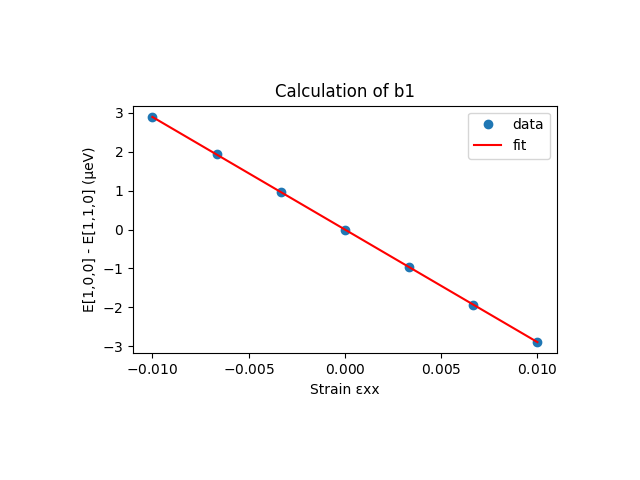 Calculation of b1
data
fit
3
2
1
0
−1
−2
−3
E[1,0,0] - E[1,1,0] (μeV)
−0.010
−0.005
0.000
0.005
0.010
Strain εxx